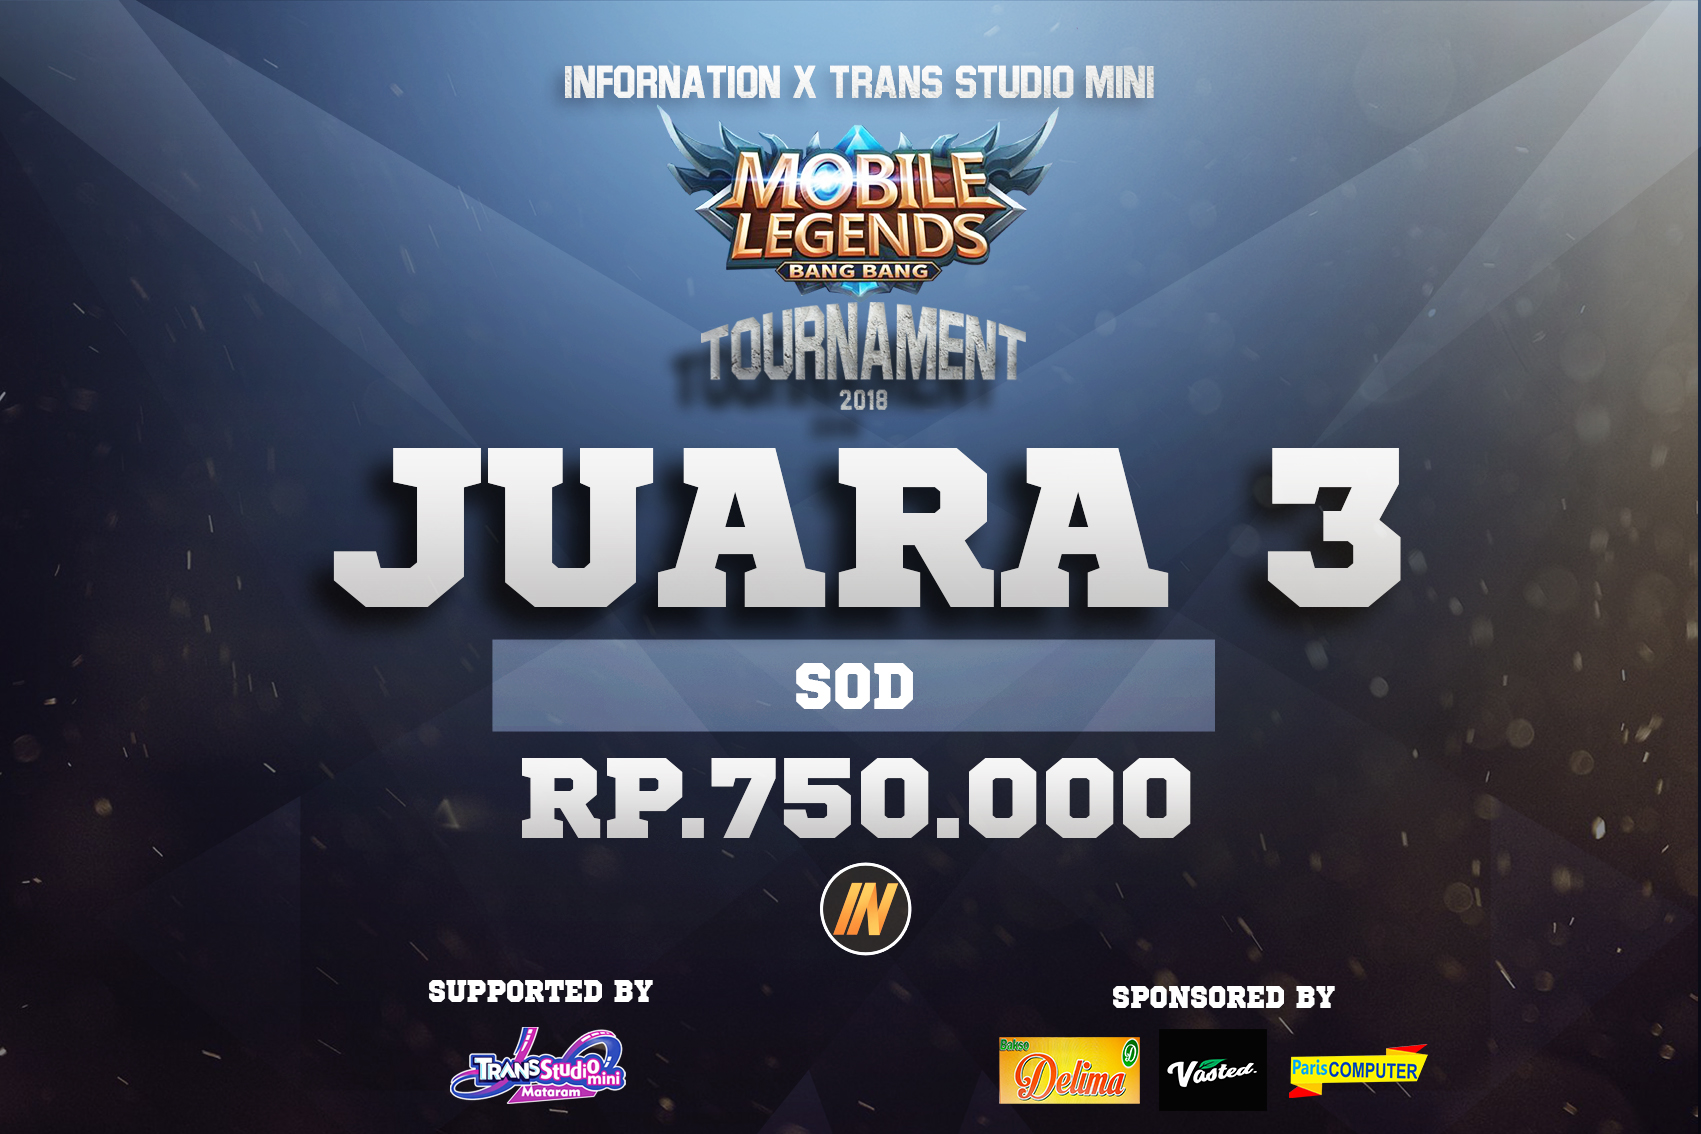 INFORNATION X TRANS STUDIO MINI
MOBILE
LEGENDS
BANG BANG
TOURNAMENT
2018
JUARA 3
SOD
RP.750.000
IN
SUPPORTED BY
TRANS Studio mini
Mataram
SPONSORED BY
Bakso
Delima
D
Vasted.
Paris COMPUTER